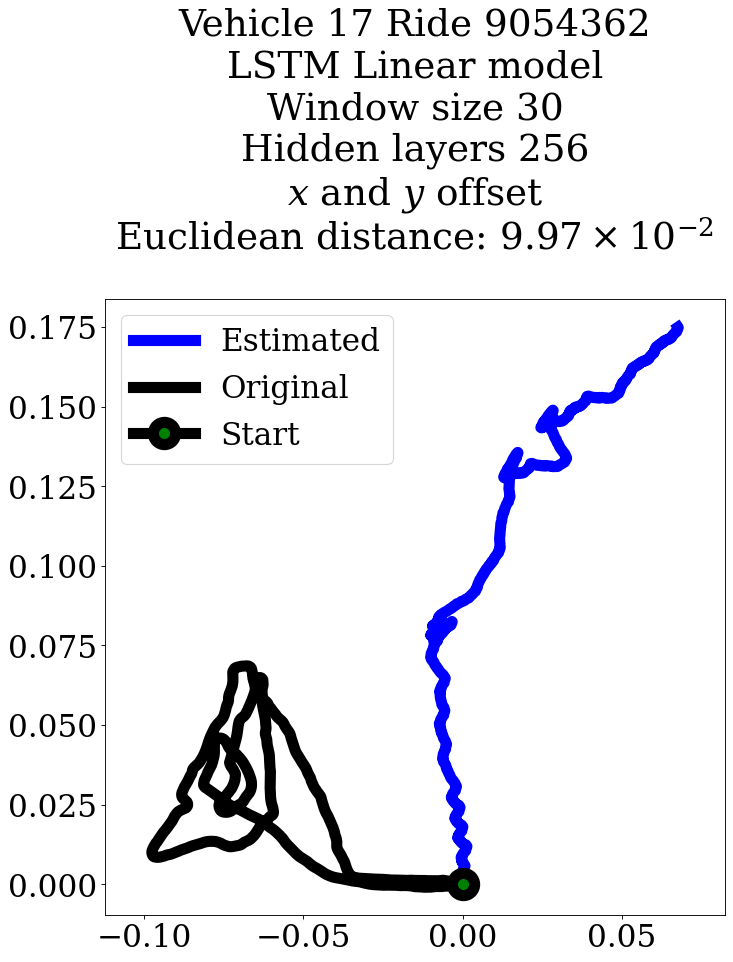 Vehicle 17 Ride 9054362
LSTM Linear model
Window size 30
Hidden layers 256
x and y offset
Euclidean distance: 9.97 × 10⁻²
Estimated
Original
Start
0.175
0.150
0.125
0.100
0.075
0.050
0.025
0.000
−0.10 −0.05 0.00 0.05